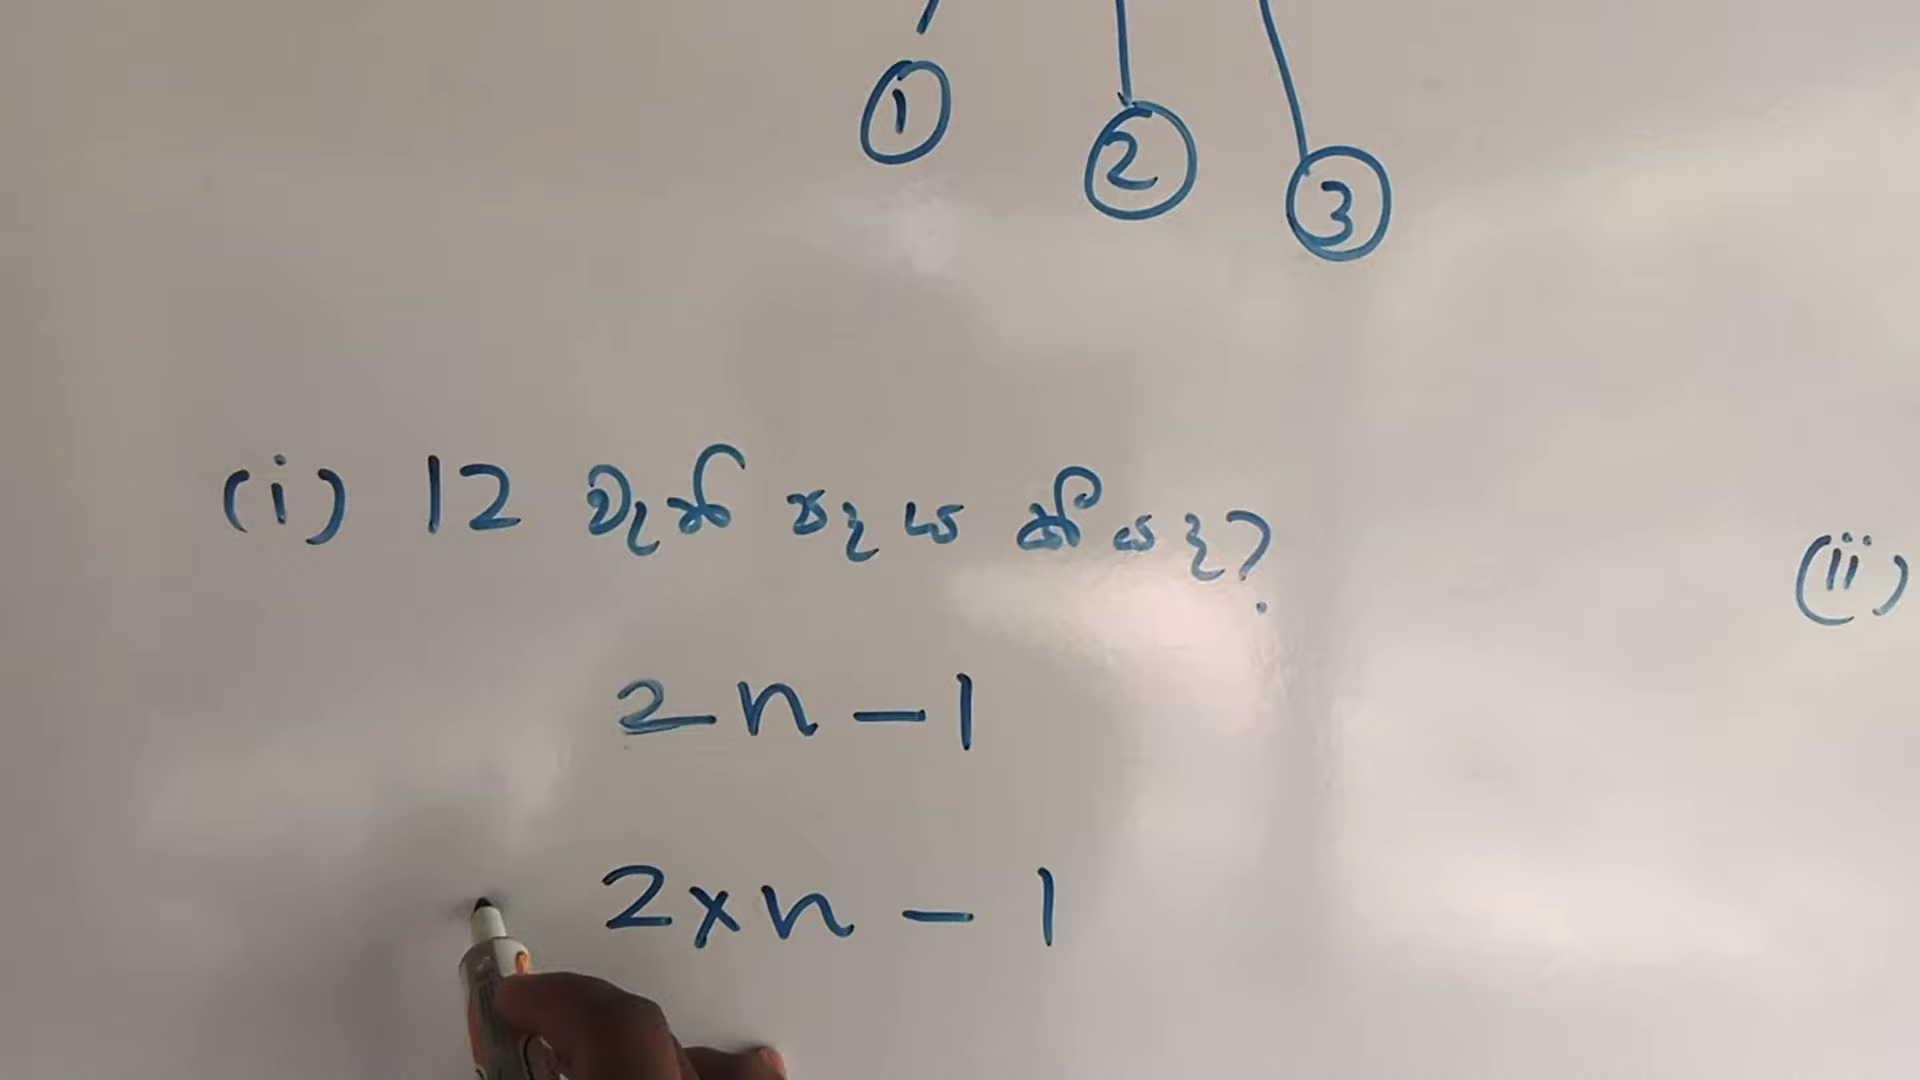 1
2
3
(i) 12 වැනි පදය කීයද?
(ii)
2n - 1
2 x n - 1